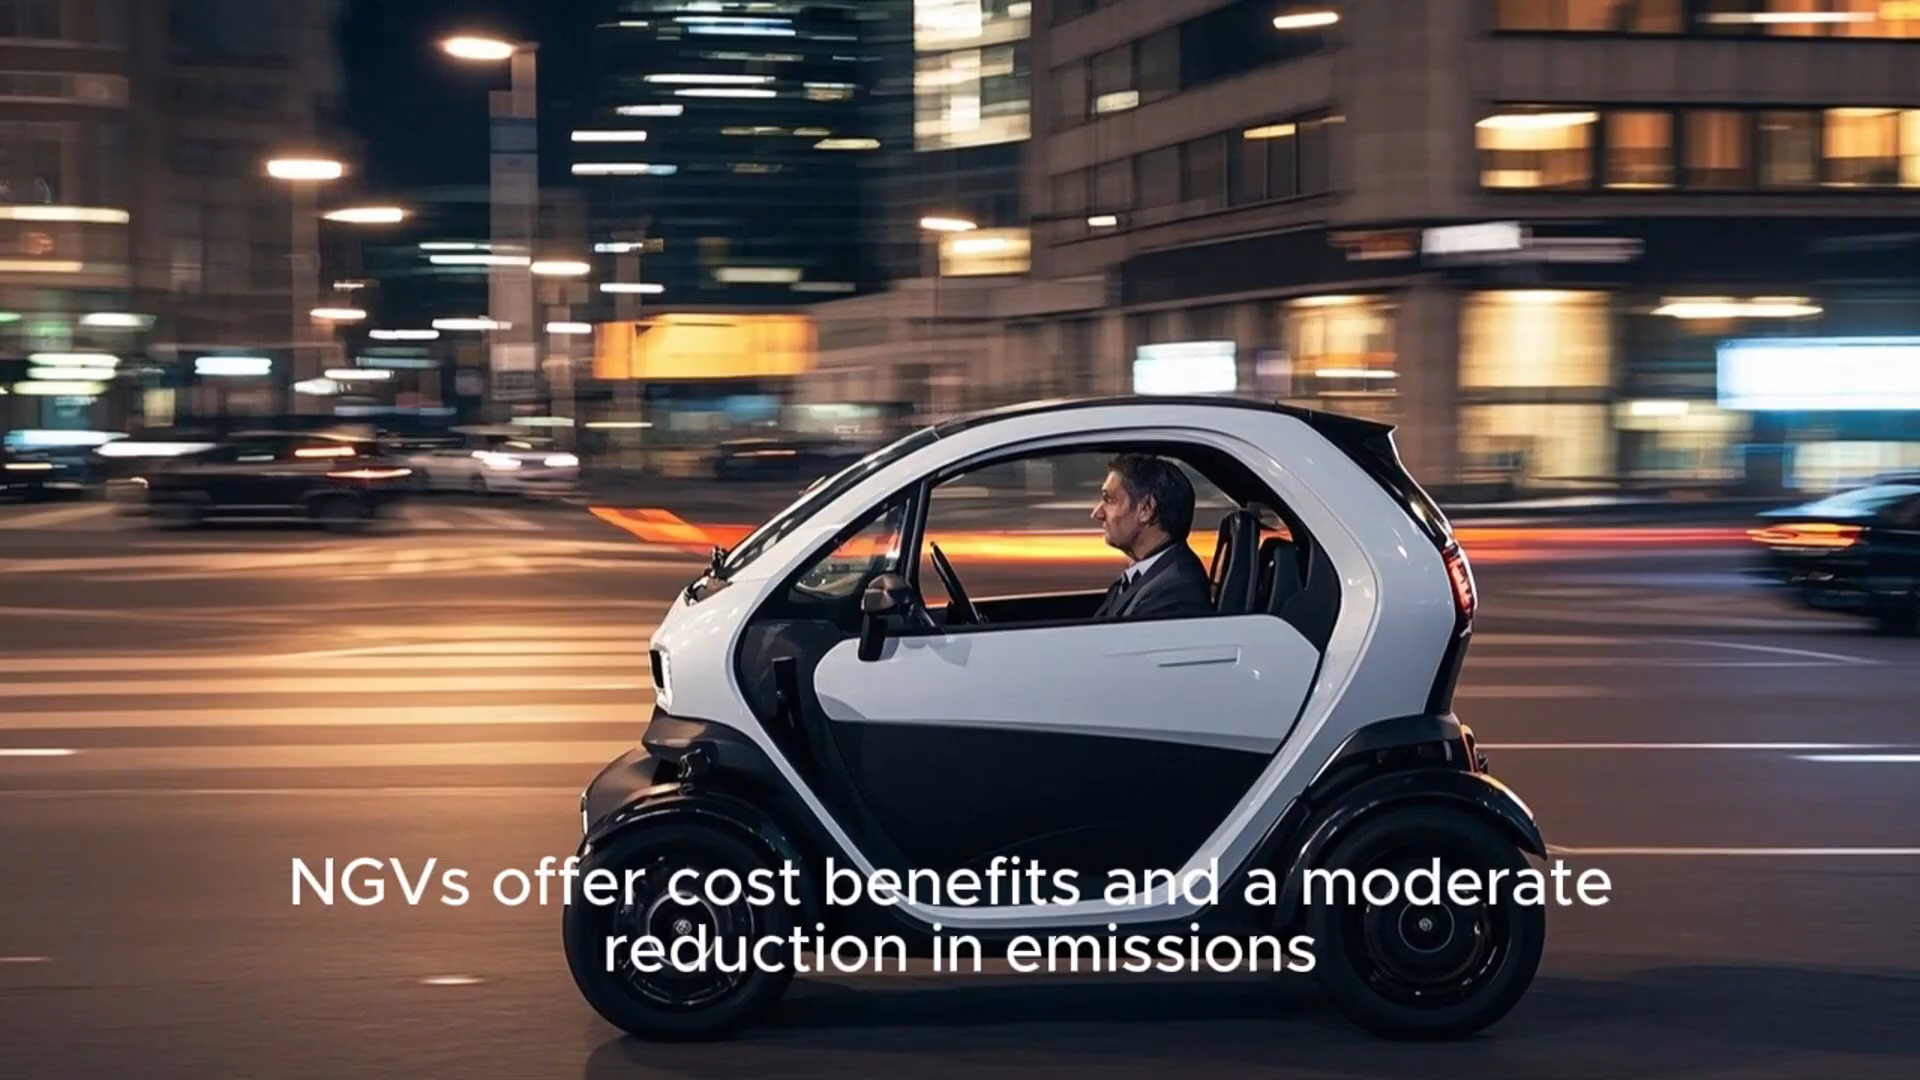 NGVs offer cost benefits and a moderate
reduction in emissions